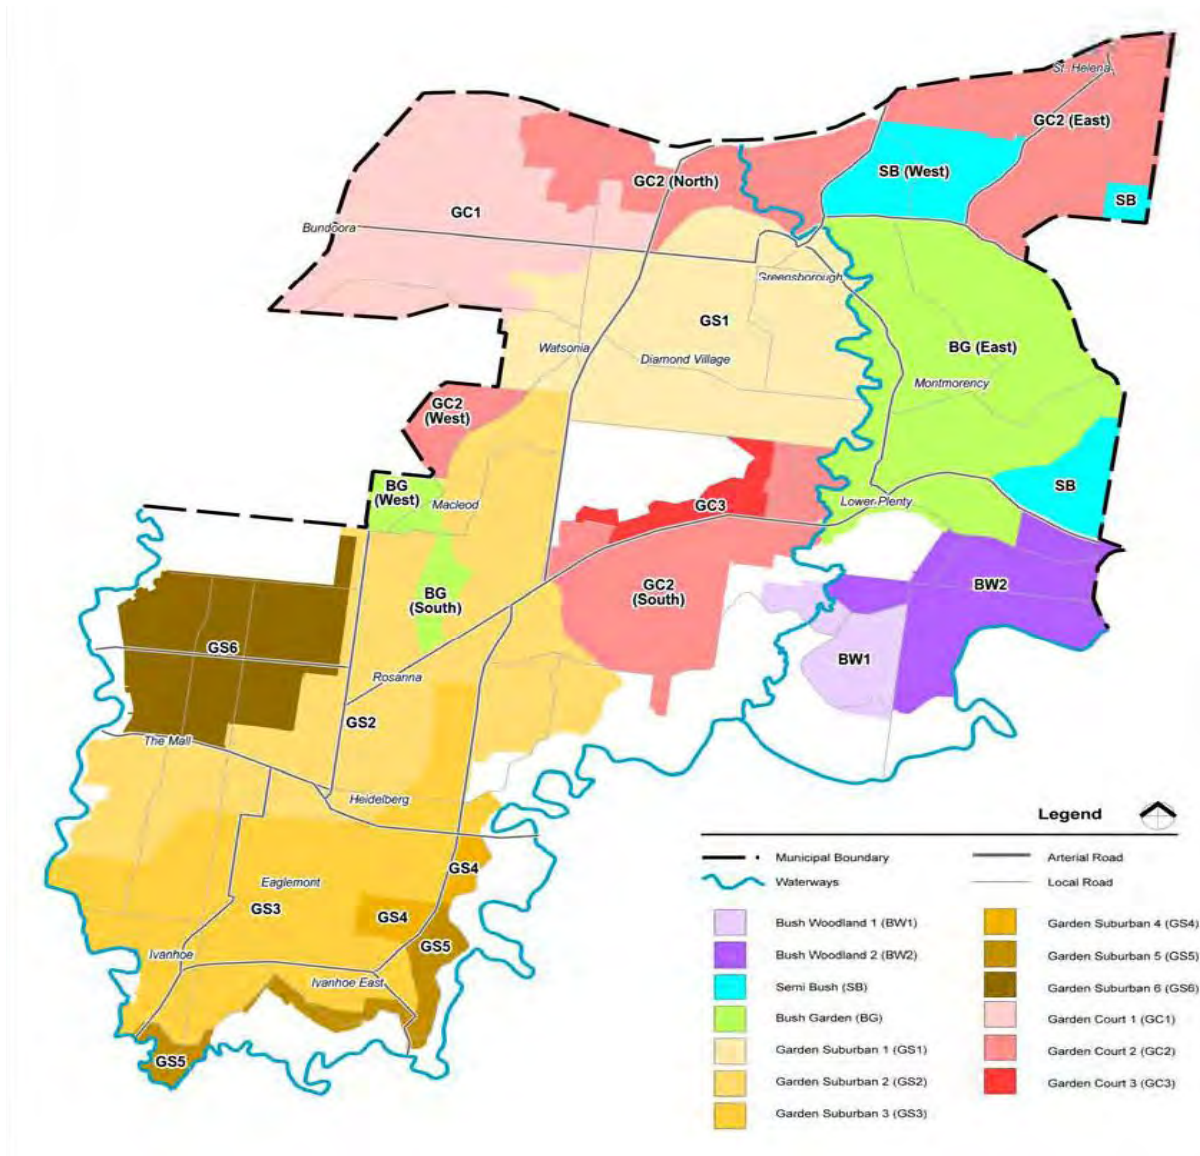 St. Helena
GC2 (East)
SB (West)
GC2 (North)
SB
GC1
Bundoora
Greensborough
GS1
BG (East)
Watsonia
Diamond Village
Montmorency
GC2
(West)
BG
(West)
SB
Macleod
GC3
Lower Plenty
BG
(South)
GC2
(South)
BW2
GS6
BW1
Rosanna
GS2
The Mall
Heidelberg
GS4
Eaglemont
GS3
GS4
GS5
Ivanhoe
Ivanhoe East
GS5
Legend
Municipal Boundary
Arterial Road
Waterways
Local Road
Bush Woodland 1 (BW1)
Bush Woodland 2 (BW2)
Semi Bush (SB)
Bush Garden (BG)
Garden Suburban 1 (GS1)
Garden Suburban 2 (GS2)
Garden Suburban 3 (GS3)
Garden Suburban 4 (GS4)
Garden Suburban 5 (GS5)
Garden Suburban 6 (GS6)
Garden Court 1 (GC1)
Garden Court 2 (GC2)
Garden Court 3 (GC3)